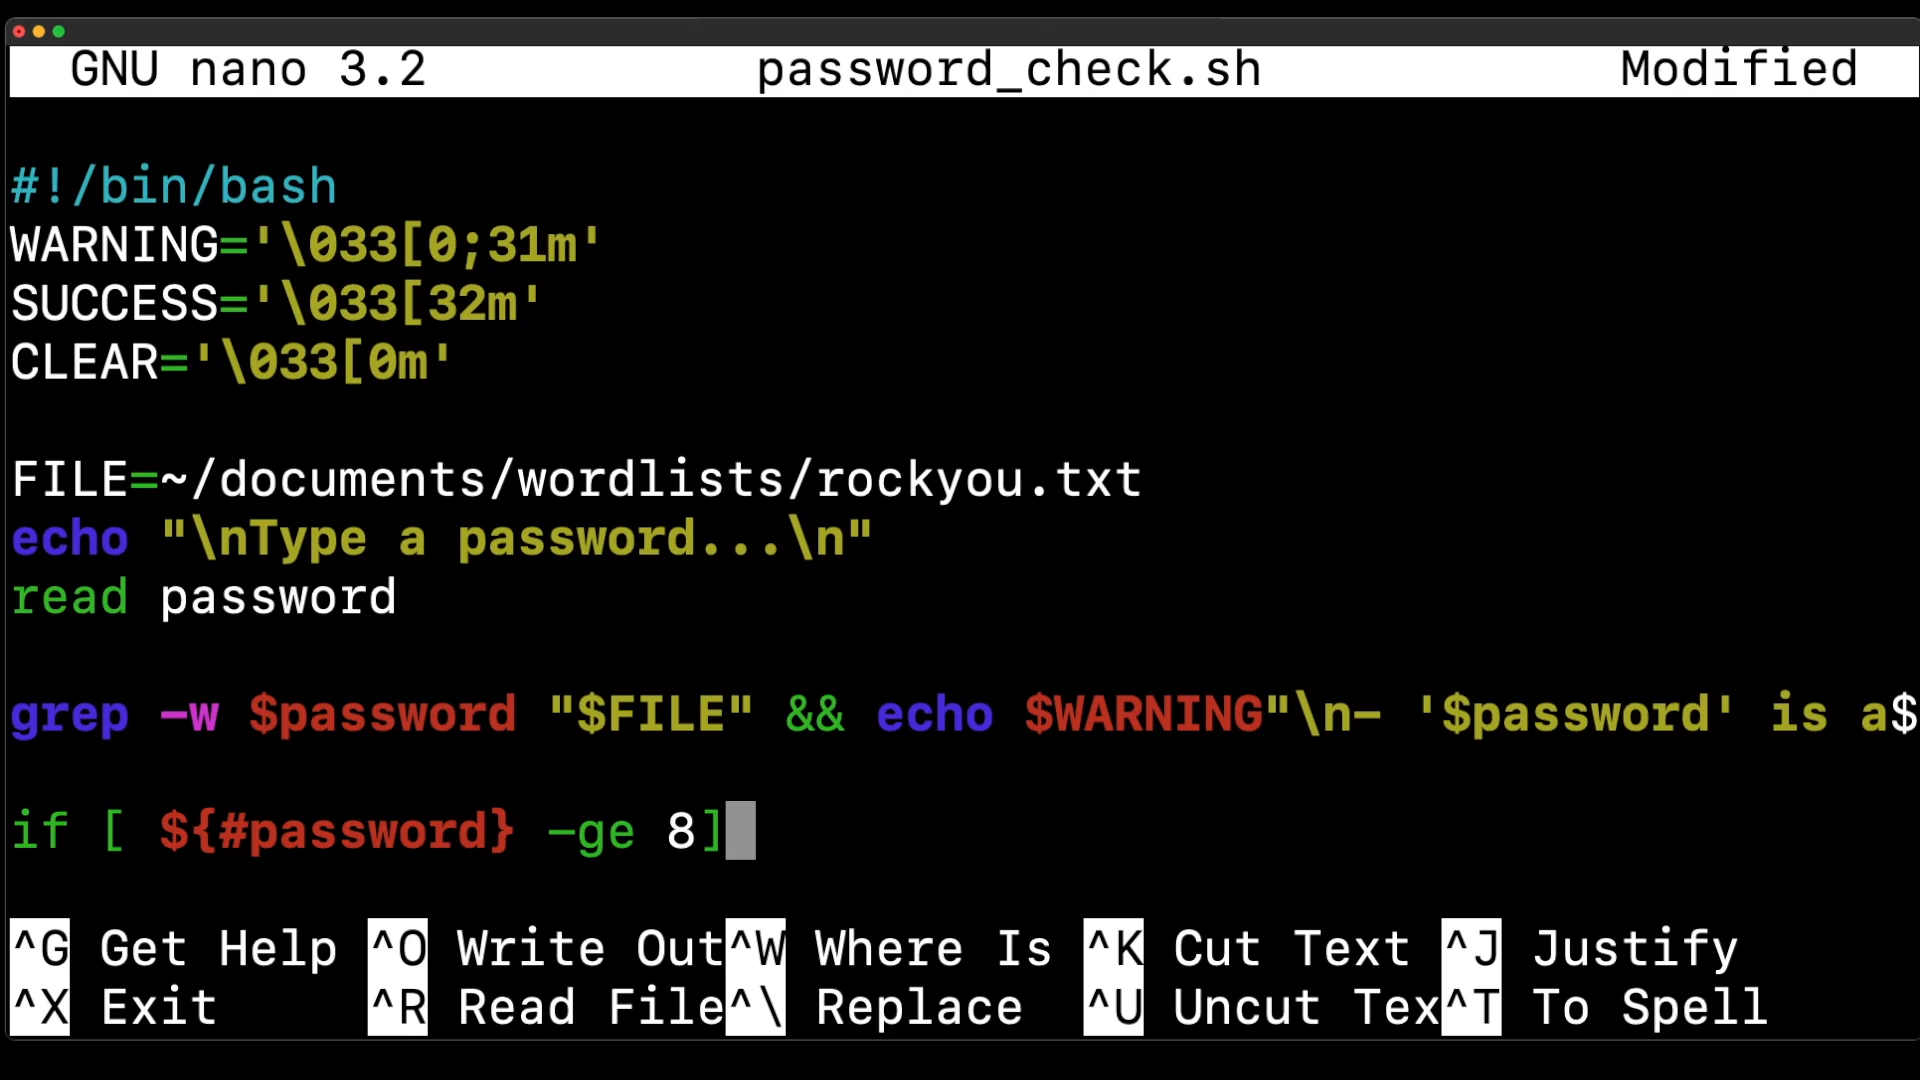 GNU nano 3.2 password_check.sh Modified
#!/bin/bash
WARNING='\033[0;31m'
SUCCESS='\033[32m'
CLEAR='\033[0m'
FILE=~/documents/wordlists/rockyou.txt
echo "\nType a password...\n"
read password
grep -w $password "$FILE" && echo $WARNING"\n- '$password' is a$
if [ ${#password} -ge 8]
^G Get Help ^O Write Out ^W Where Is ^K Cut Text ^J Justify
^X Exit ^R Read File ^\ Replace ^U Uncut Tex ^T To Spell